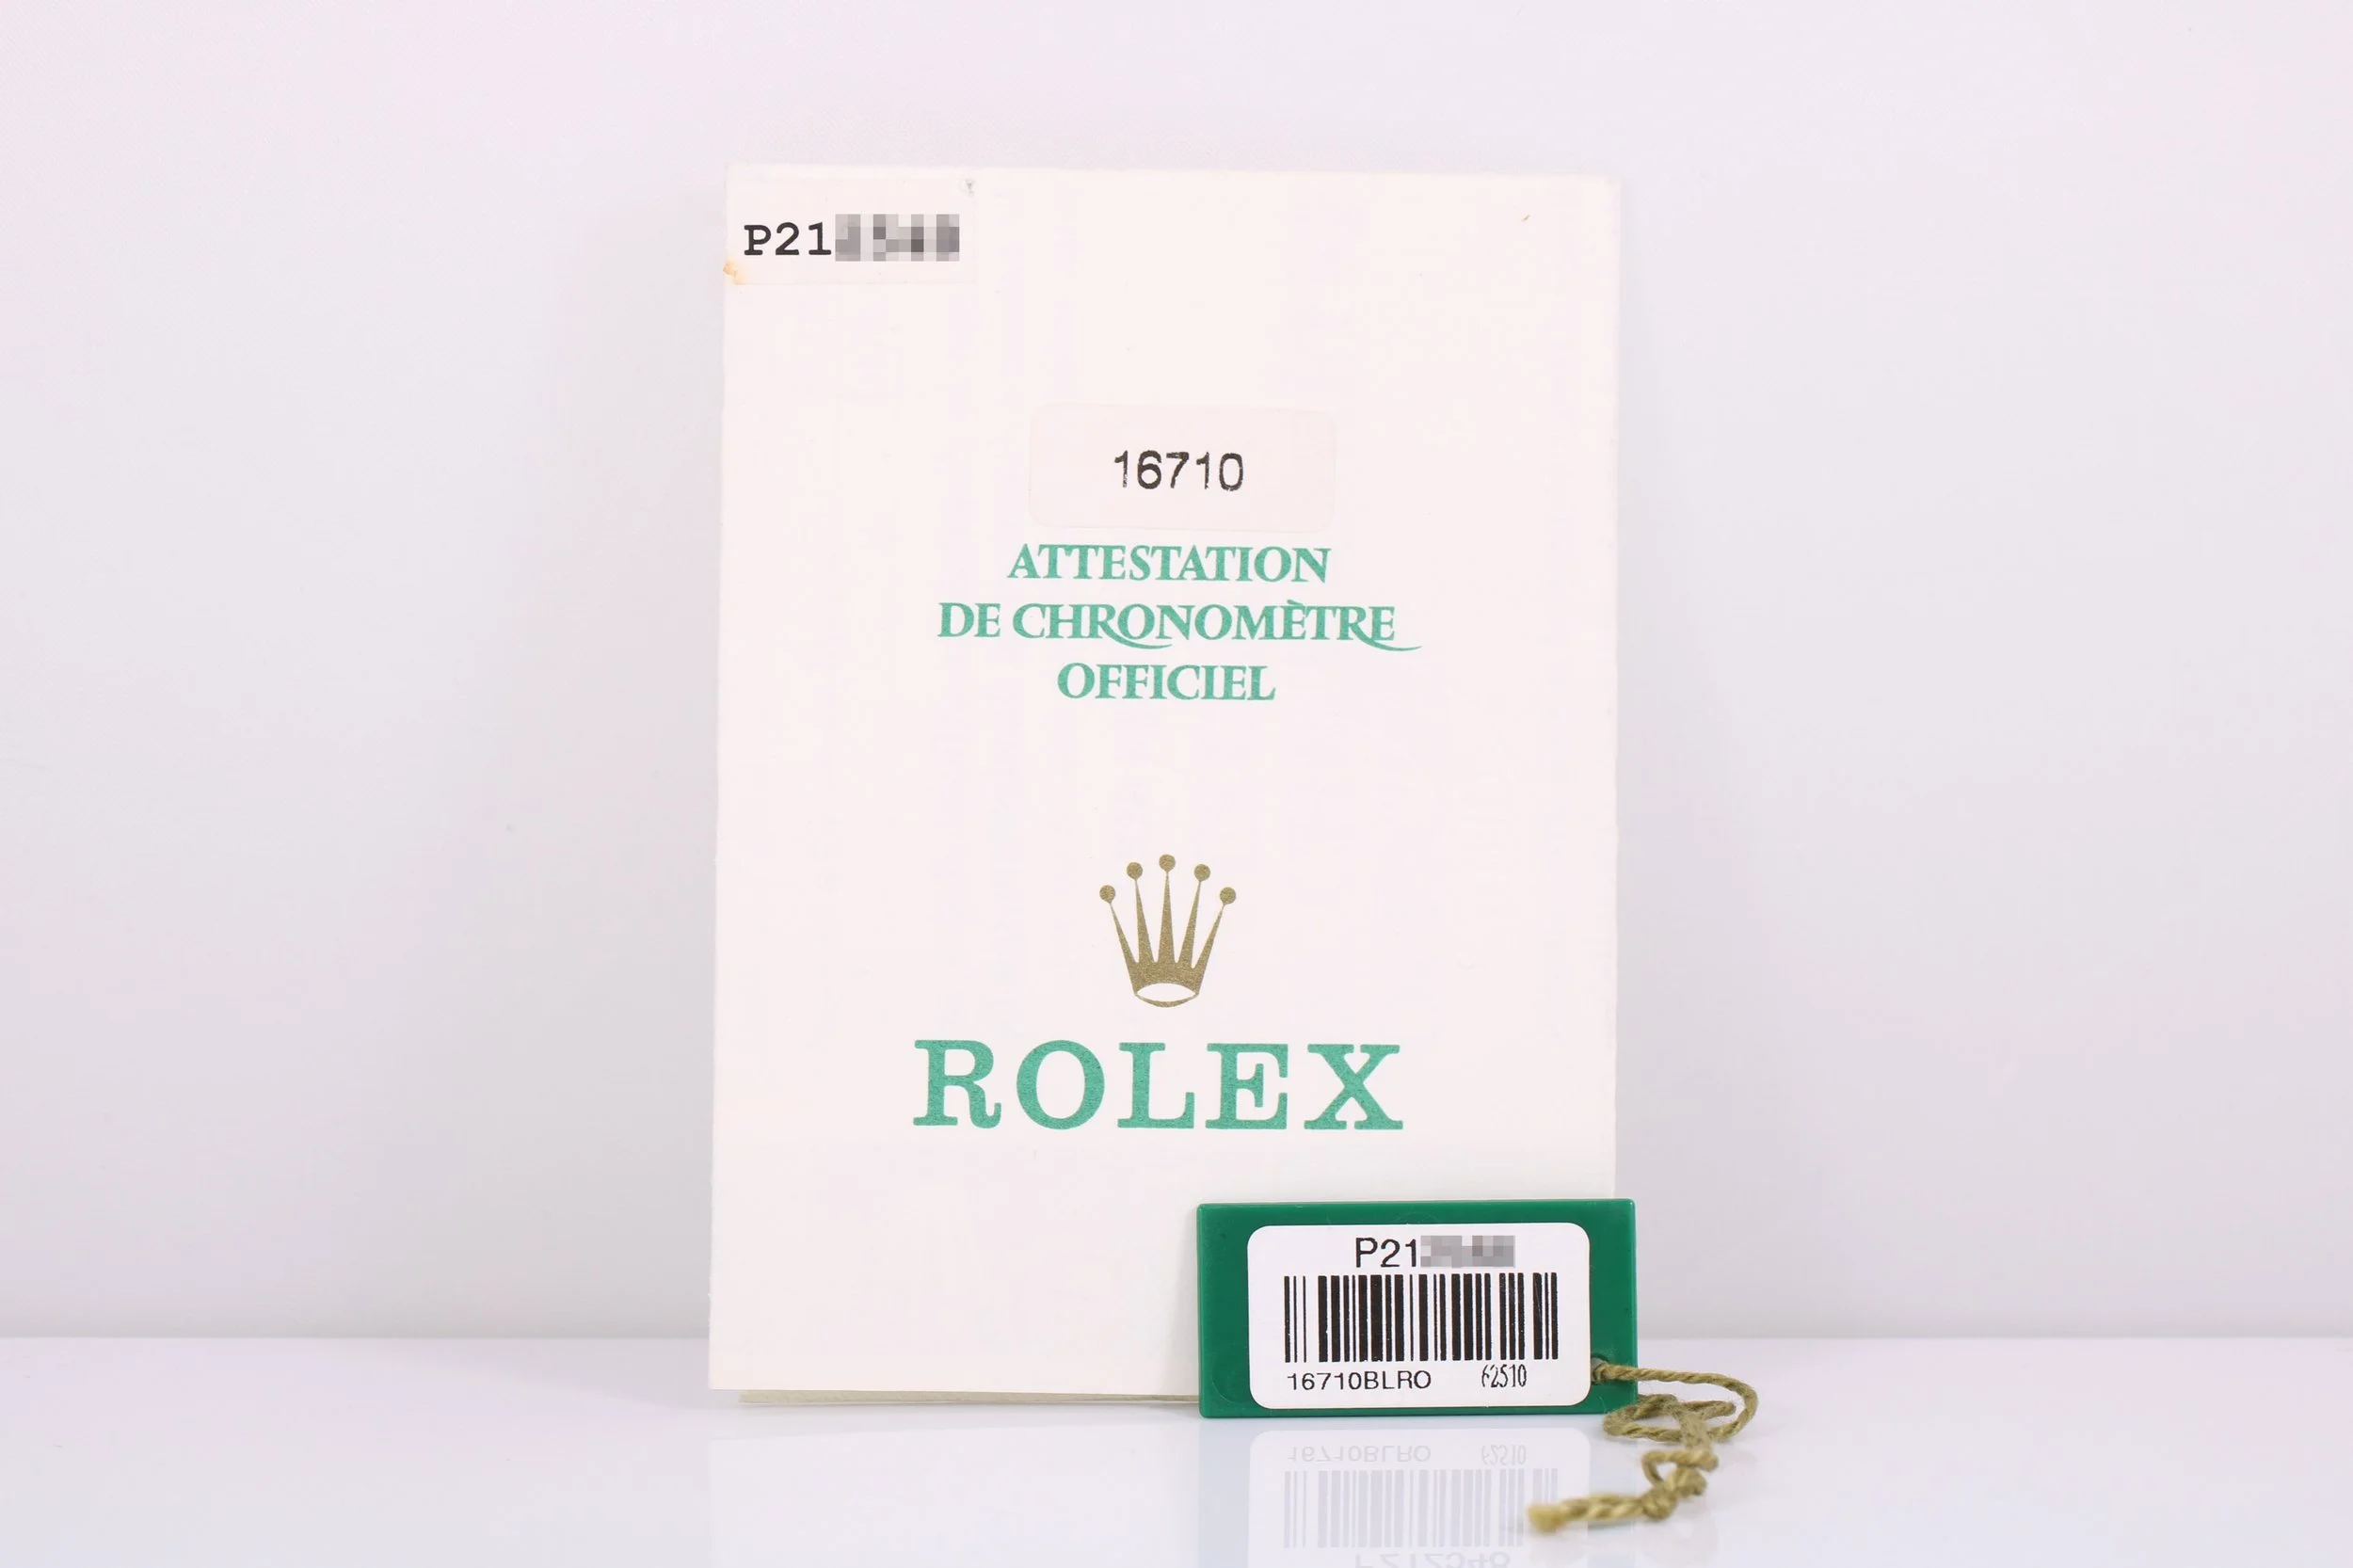 P21
16710
ATTESTATION
DE CHRONOMÈTRE
OFFICIEL
ROLEX
P21
16710BLRO 62510